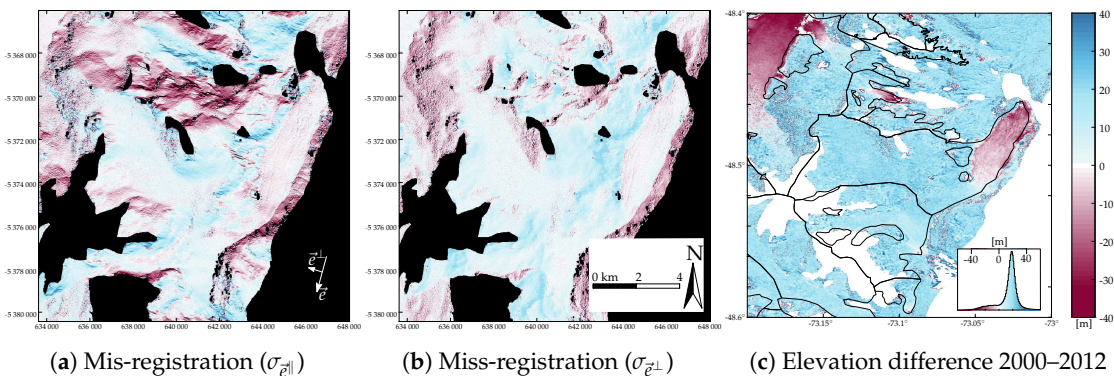 -5 368 000
-5 370 000
-5 372 000
-5 374 000
-5 376 000
-5 378 000
-5 380 000
634 000 636 000 638 000 640 000 642 000 644 000 646 000 648 000
e⃗⊥
e⃗
(a) Mis-registration (σe⃗∥)
-5 368 000
-5 370 000
-5 372 000
-5 374 000
-5 376 000
-5 378 000
-5 380 000
634 000 636 000 638 000 640 000 642 000 644 000 646 000 648 000
N
0 km 2 4
(b) Miss-registration (σe⃗⊥)
-48.4°
-48.5°
-48.6°
-73.15° -73.1° -73.05° -73°
[m]
−40 0 40
40
30
20
10
0
-10
-20
-30
-40
[m]
(c) Elevation difference 2000–2012